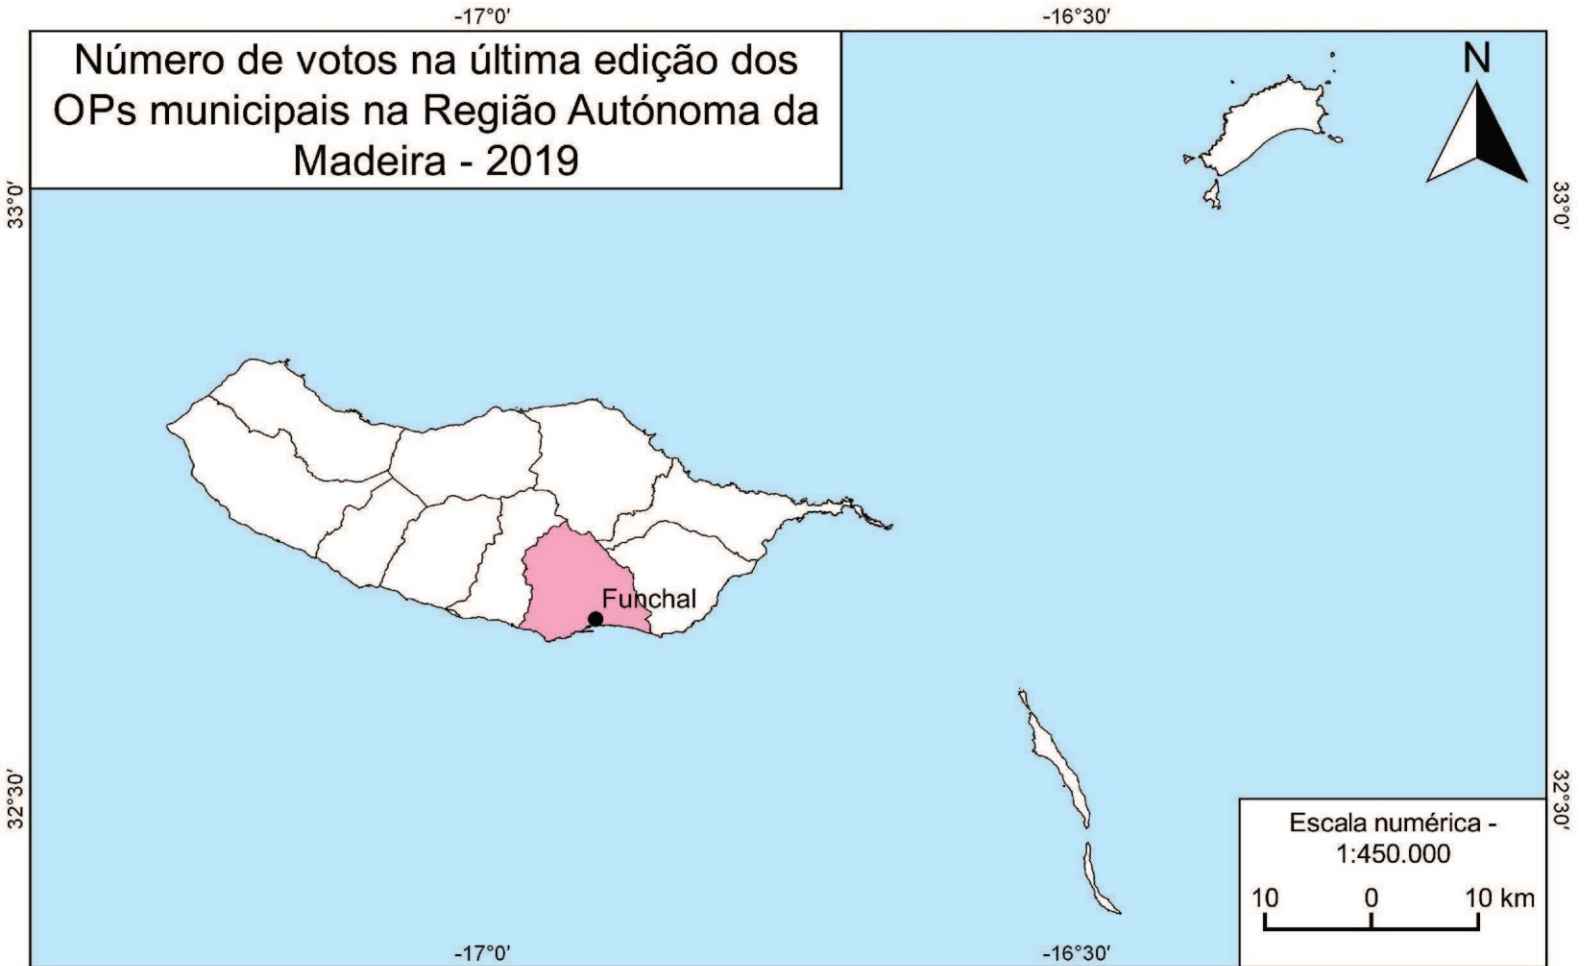 -17°0' -16°30'
Número de votos na última edição dos
OPs municipais na Região Autónoma da
Madeira - 2019
N
33°0' 33°0'
Funchal
32°30' 32°30'
Escala numérica -
1:450.000
10 0 10 km
-17°0' -16°30'